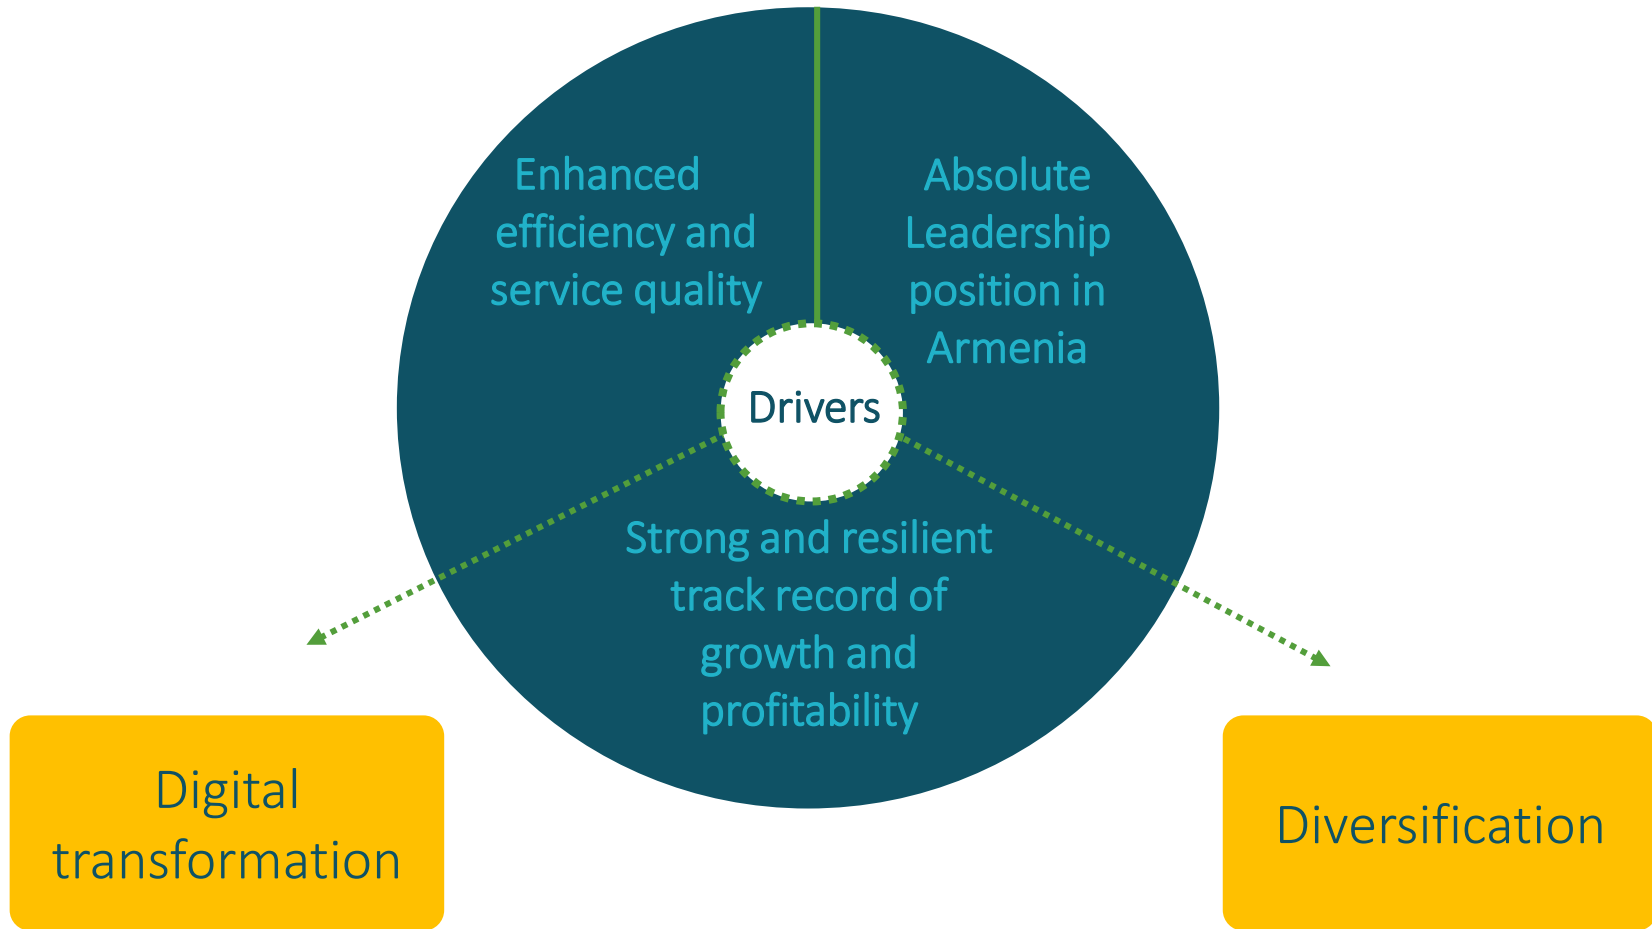 Enhanced
efficiency and
service quality
Absolute
Leadership
position in
Armenia
Drivers
Strong and resilient
track record of
growth and
profitability
Digital
transformation
Diversification